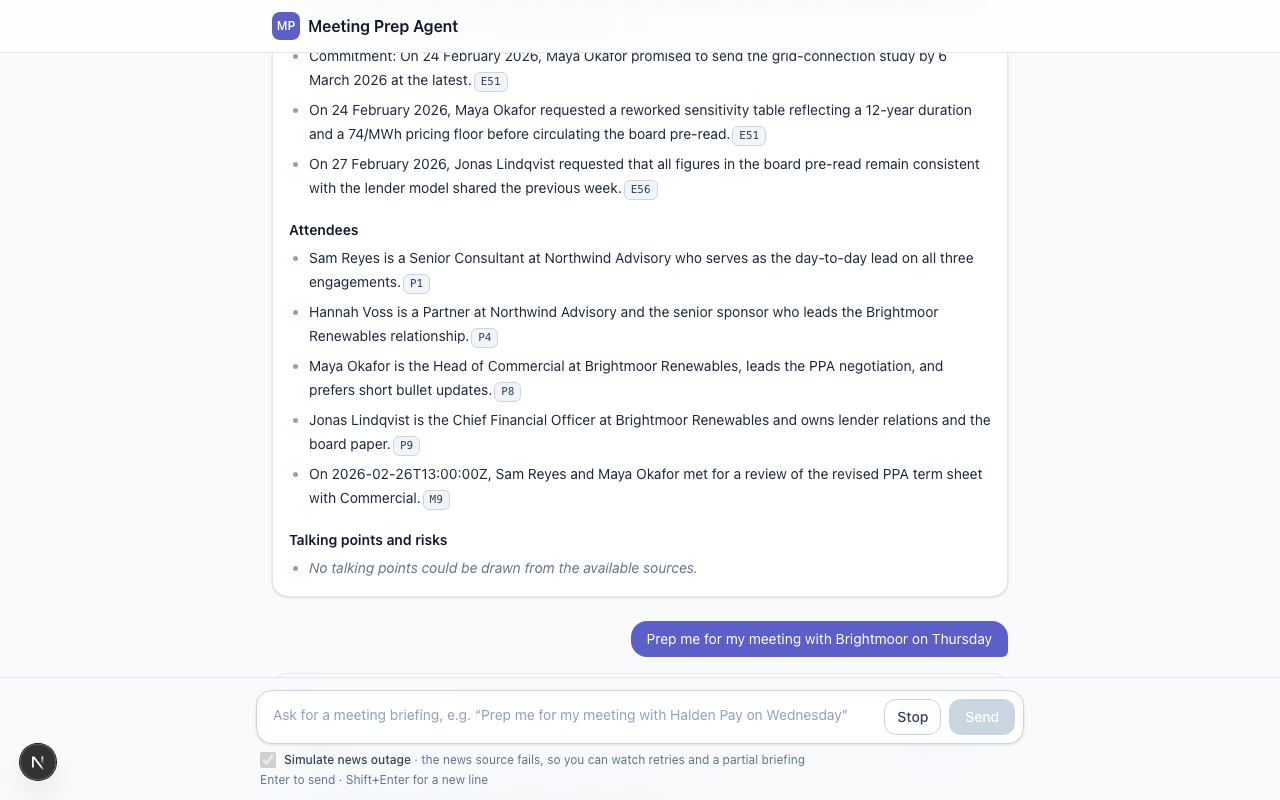 MP Meeting Prep Agent
Commitment: On 24 February 2026, Maya Okafor promised to send the grid-connection study by 6
March 2026 at the latest. E51
On 24 February 2026, Maya Okafor requested a reworked sensitivity table reflecting a 12-year duration
and a 74/MWh pricing floor before circulating the board pre-read. E51
On 27 February 2026, Jonas Lindqvist requested that all figures in the board pre-read remain consistent
with the lender model shared the previous week. E56
Attendees
Sam Reyes is a Senior Consultant at Northwind Advisory who serves as the day-to-day lead on all three
engagements. P1
Hannah Voss is a Partner at Northwind Advisory and the senior sponsor who leads the Brightmoor
Renewables relationship. P4
Maya Okafor is the Head of Commercial at Brightmoor Renewables, leads the PPA negotiation, and
prefers short bullet updates. P8
Jonas Lindqvist is the Chief Financial Officer at Brightmoor Renewables and owns lender relations and the
board paper. P9
On 2026-02-26T13:00:00Z, Sam Reyes and Maya Okafor met for a review of the revised PPA term sheet
with Commercial. M9
Talking points and risks
No talking points could be drawn from the available sources.
Prep me for my meeting with Brightmoor on Thursday
Ask for a meeting briefing, e.g. “Prep me for my meeting with Halden Pay on Wednesday” Stop Send
Simulate news outage · the news source fails, so you can watch retries and a partial briefing
Enter to send · Shift+Enter for a new line
N